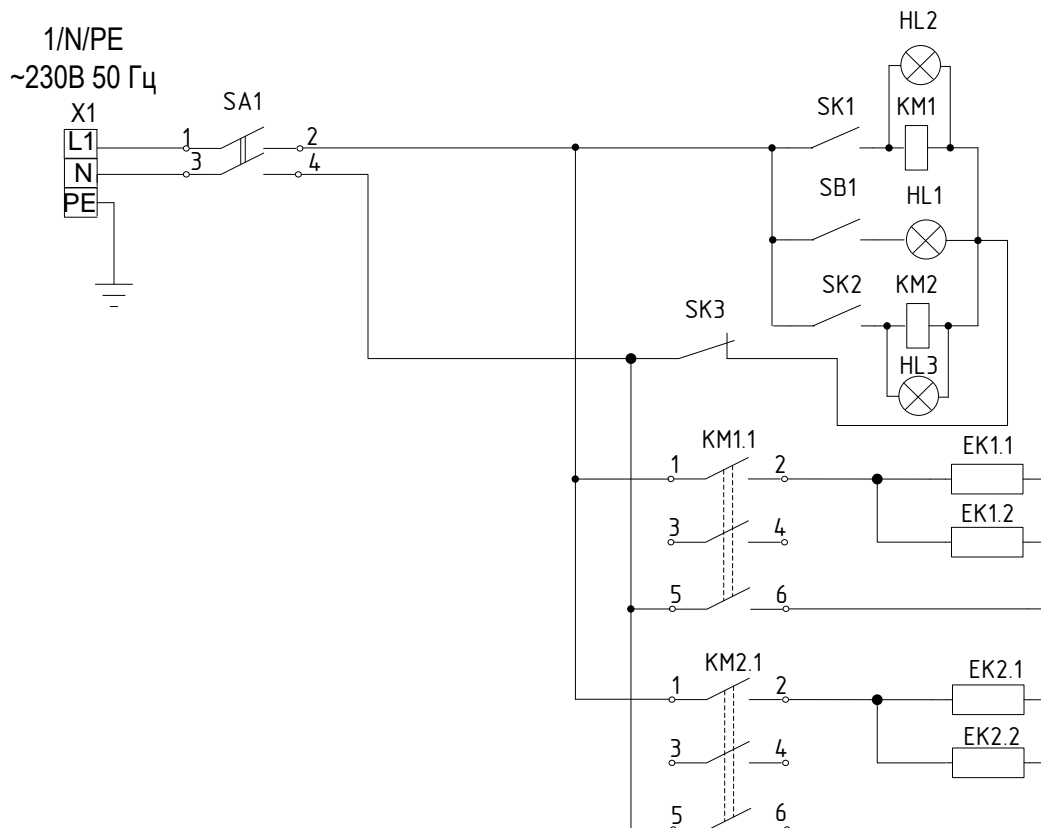 1/N/PE
~230В 50 Гц
X1
L1
N
PE
SA1
1
2
3
4
HL2
SK1
KM1
SB1
HL1
SK2
KM2
HL3
SK3
KM1.1
1
2
3
4
5
6
EK1.1
EK1.2
KM2.1
1
2
3
4
5
6
EK2.1
EK2.2